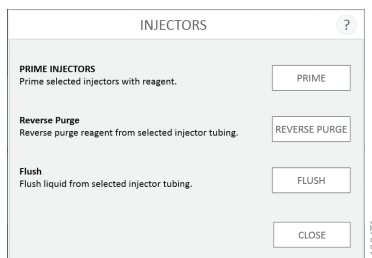 INJECTORS
?
PRIME INJECTORS
Prime selected injectors with reagent.
PRIME
Reverse Purge
Reverse purge reagent from selected injector tubing.
REVERSE PURGE
Flush
Flush liquid from selected injector tubing.
FLUSH
CLOSE